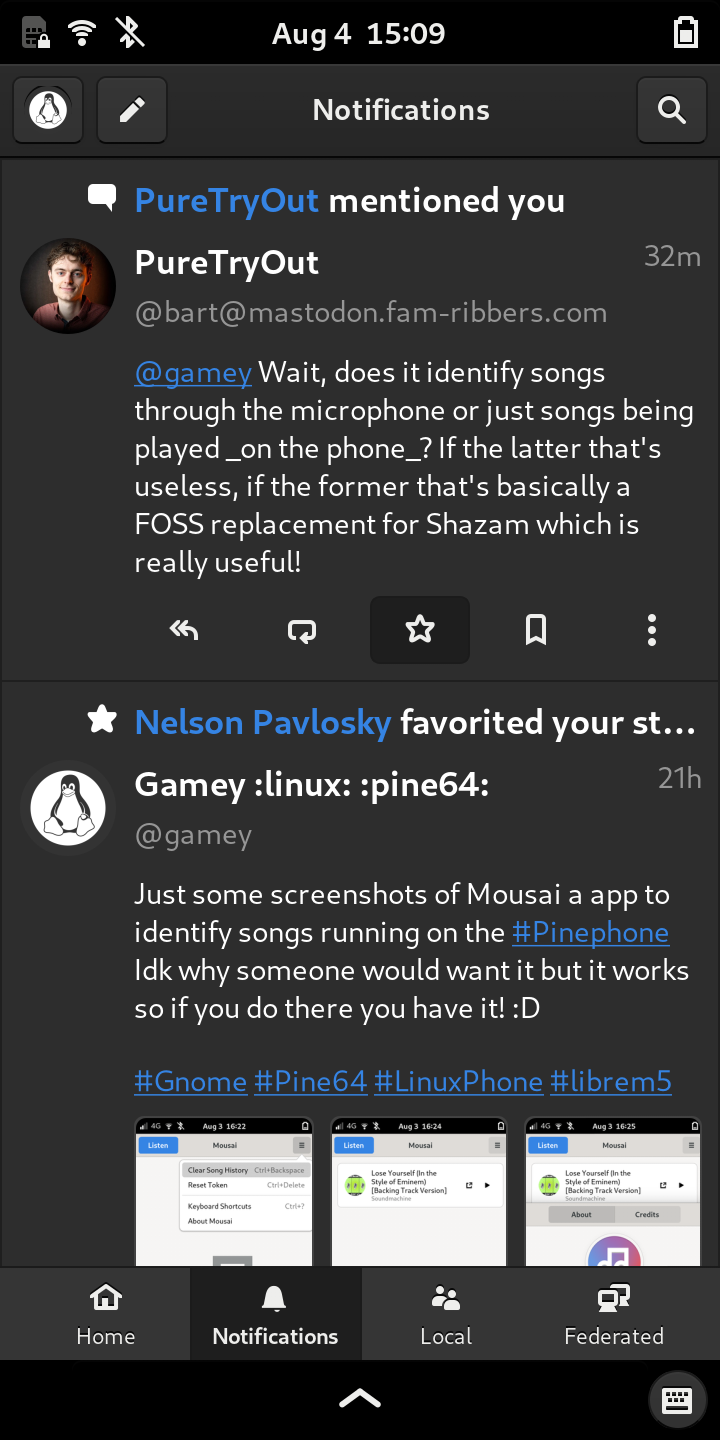 Aug 4 15:09
Notifications
PureTryOut mentioned you
PureTryOut
32m
@bart@mastodon.fam-ribbers.com
@gamey Wait, does it identify songs
through the microphone or just songs being
played _on the phone_? If the latter that's
useless, if the former that's basically a
FOSS replacement for Shazam which is
really useful!
Nelson Pavlosky favorited your st...
Gamey :linux: :pine64:
21h
@gamey
Just some screenshots of Mousai a app to
identify songs running on the #Pinephone
Idk why someone would want it but it works
so if you do there you have it! :D
#Gnome #Pine64 #LinuxPhone #librem5
4G Aug 3 16:22
Listen Mousai
Clear Song History Ctrl+Backspace
Reset Token Ctrl+Delete
Keyboard Shortcuts Ctrl+?
About Mousai
4G Aug 3 16:24
Listen Mousai
Lose Yourself (In the
Style of Eminem)
[Backing Track Version]
Soundmachine
4G Aug 3 16:25
Listen Mousai
Lose Yourself (In the
Style of Eminem)
[Backing Track Version]
Soundmachine
About Credits
Home Notifications Local Federated